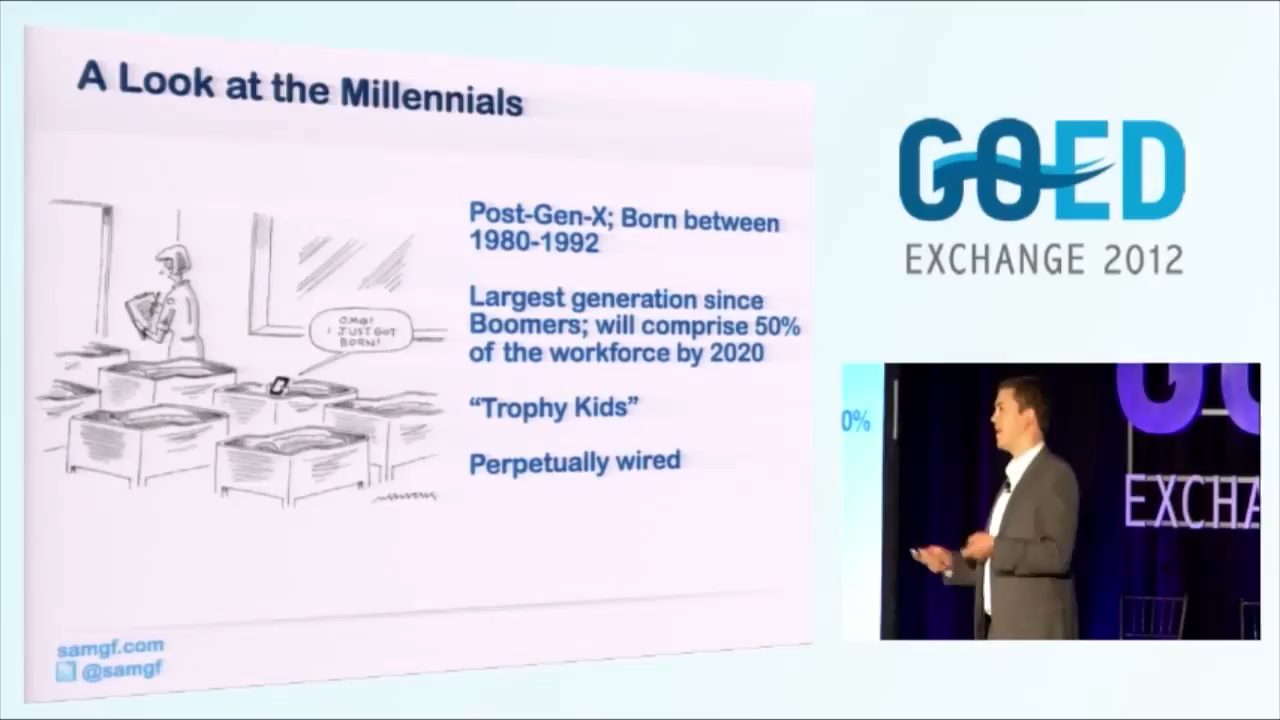 A Look at the Millennials
OMG!
I JUST GOT
BORN!
Post-Gen-X; Born between
1980-1992
Largest generation since
Boomers; will comprise 50%
of the workforce by 2020
“Trophy Kids”
Perpetually wired
samgf.com
@samgf
GOED
EXCHANGE 2012
0%
GO
EXCHA